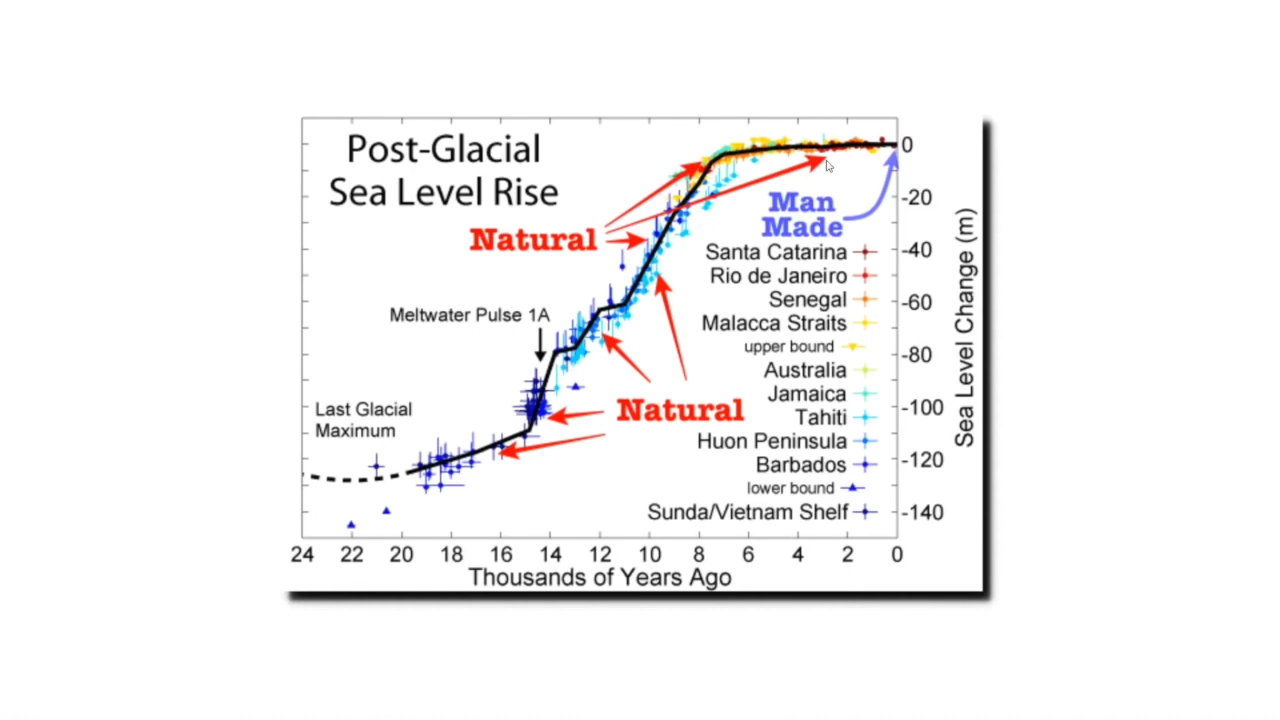 Post-Glacial
Sea Level Rise
Natural
Man
Made
Meltwater Pulse 1A
Last Glacial
Maximum
Natural
Santa Catarina
Rio de Janeiro
Senegal
Malacca Straits
upper bound
Australia
Jamaica
Tahiti
Huon Peninsula
Barbados
lower bound
Sunda/Vietnam Shelf
0
-20
-40
-60
-80
-100
-120
-140
Sea Level Change (m)
24 22 20 18 16 14 12 10 8 6 4 2 0
Thousands of Years Ago